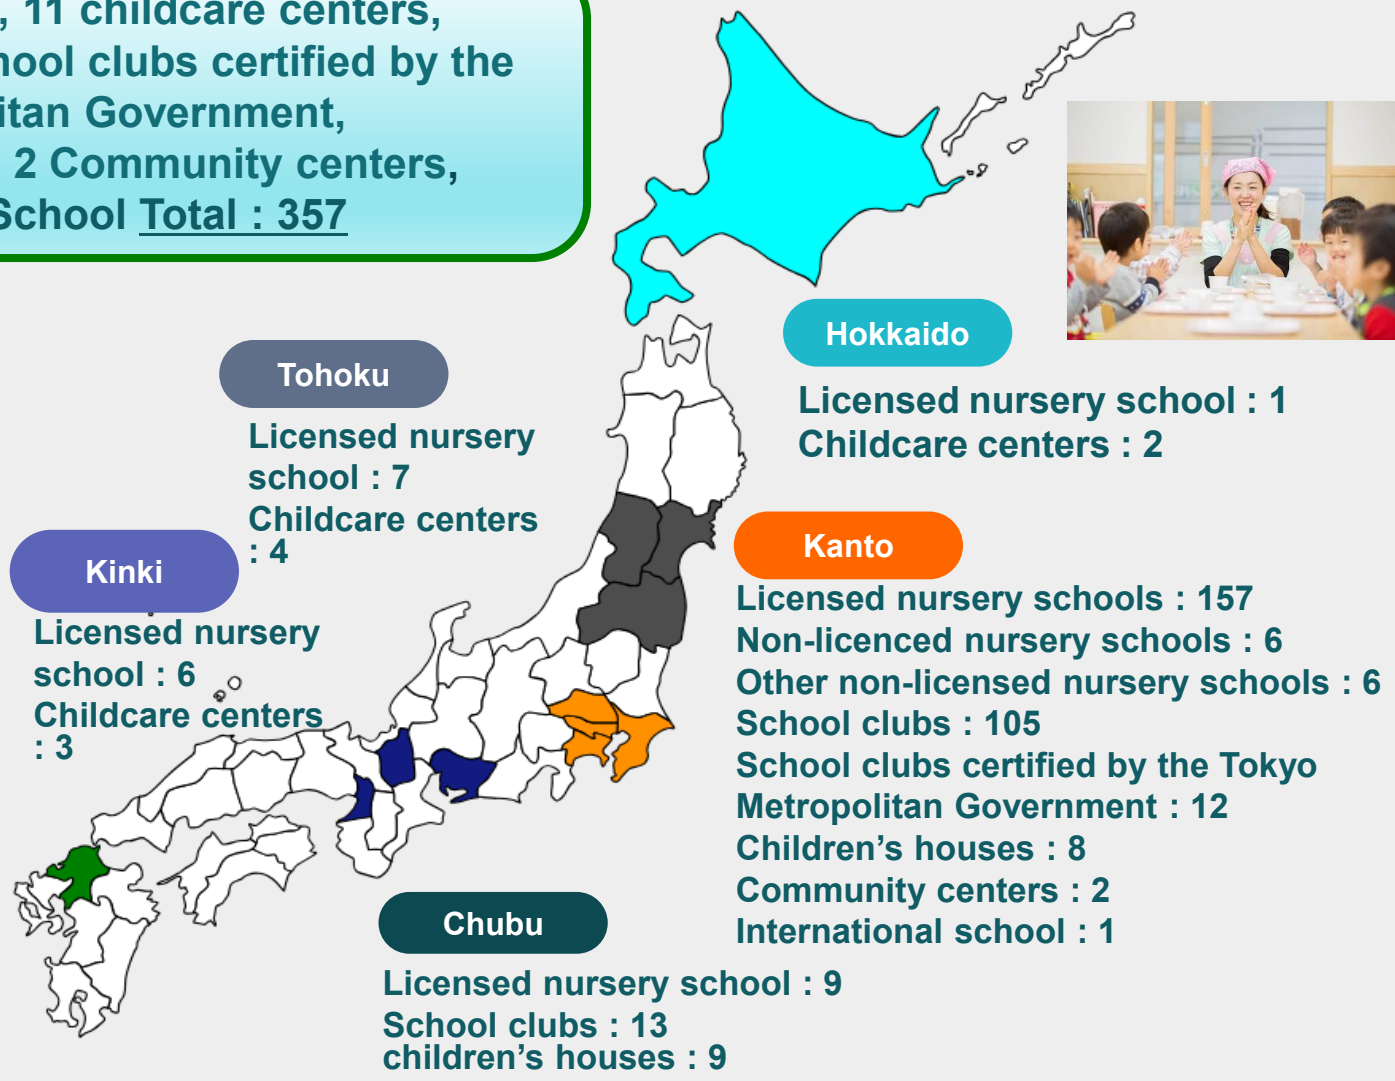 , 11 childcare centers,
school clubs certified by the
itan Government,
2 Community centers,
School Total : 357
Hokkaido
Licensed nursery school : 1
Childcare centers : 2
Tohoku
Licensed nursery
school : 7
Childcare centers
: 4
Kinki
Licensed nursery
school : 6
Childcare centers
: 3
Kanto
Licensed nursery schools : 157
Non-licenced nursery schools : 6
Other non-licensed nursery schools : 6
School clubs : 105
School clubs certified by the Tokyo
Metropolitan Government : 12
Children’s houses : 8
Community centers : 2
International school : 1
Chubu
Licensed nursery school : 9
School clubs : 13
children’s houses : 9